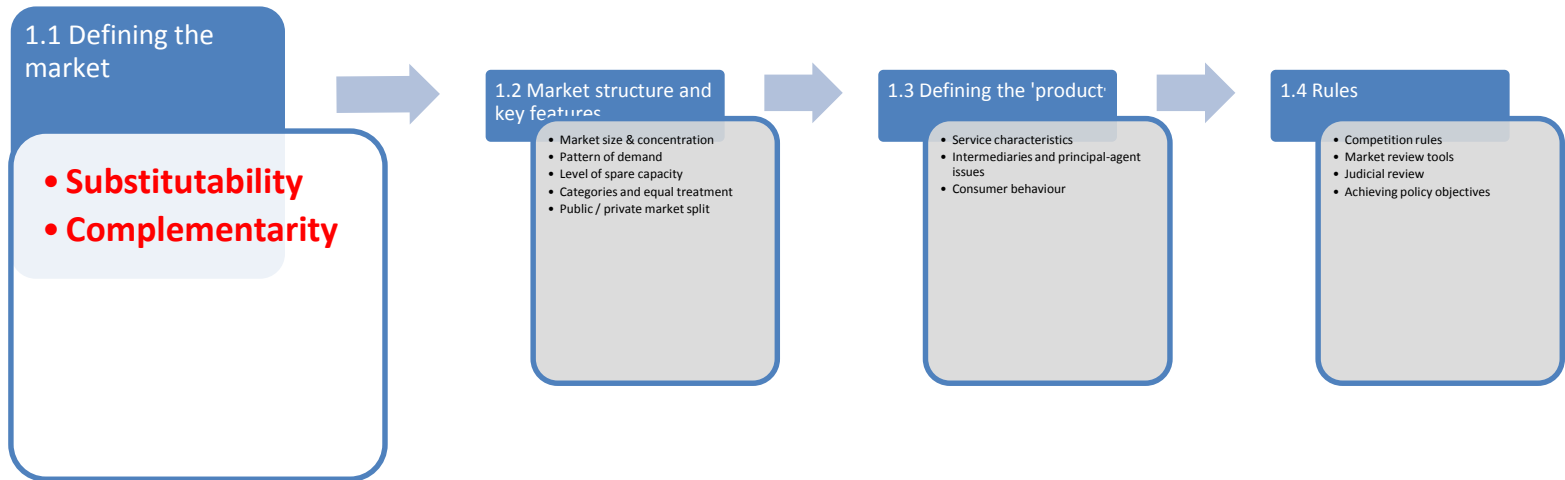 1.1 Defining the
market
• Substitutability
• Complementarity
1.2 Market structure and
key features
• Market size & concentration
• Pattern of demand
• Level of spare capacity
• Categories and equal treatment
• Public / private market split
1.3 Defining the 'product'
• Service characteristics
• Intermediaries and principal-agent
issues
• Consumer behaviour
1.4 Rules
• Competition rules
• Market review tools
• Judicial review
• Achieving policy objectives